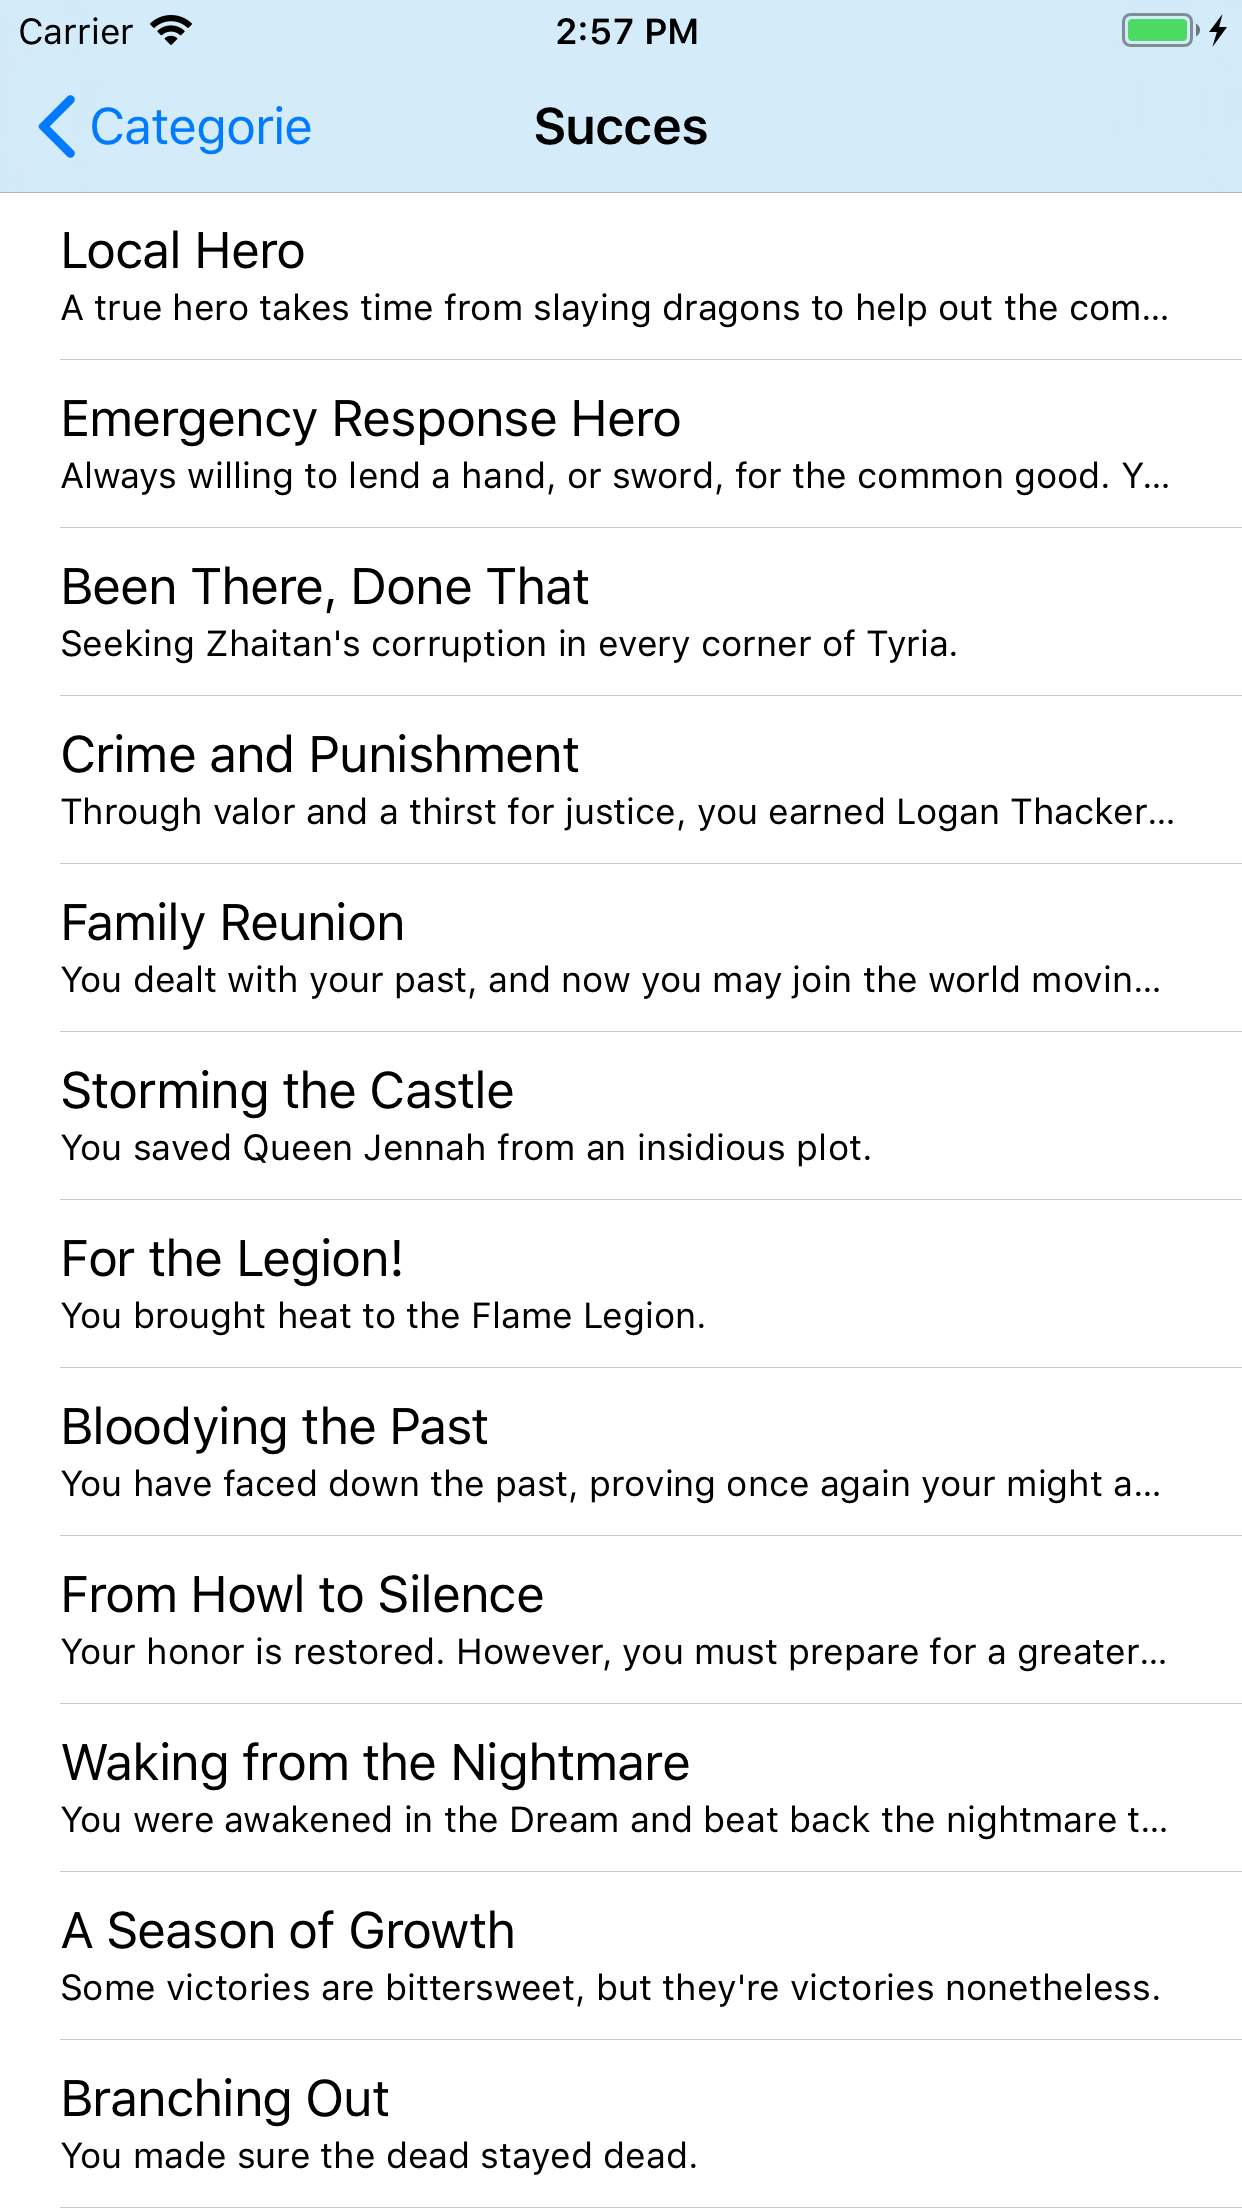 Carrier 2:57 PM
Categorie Succes
Local Hero
A true hero takes time from slaying dragons to help out the com...
Emergency Response Hero
Always willing to lend a hand, or sword, for the common good. Y...
Been There, Done That
Seeking Zhaitan's corruption in every corner of Tyria.
Crime and Punishment
Through valor and a thirst for justice, you earned Logan Thacker...
Family Reunion
You dealt with your past, and now you may join the world movin...
Storming the Castle
You saved Queen Jennah from an insidious plot.
For the Legion!
You brought heat to the Flame Legion.
Bloodying the Past
You have faced down the past, proving once again your might a...
From Howl to Silence
Your honor is restored. However, you must prepare for a greater...
Waking from the Nightmare
You were awakened in the Dream and beat back the nightmare t...
A Season of Growth
Some victories are bittersweet, but they're victories nonetheless.
Branching Out
You made sure the dead stayed dead.